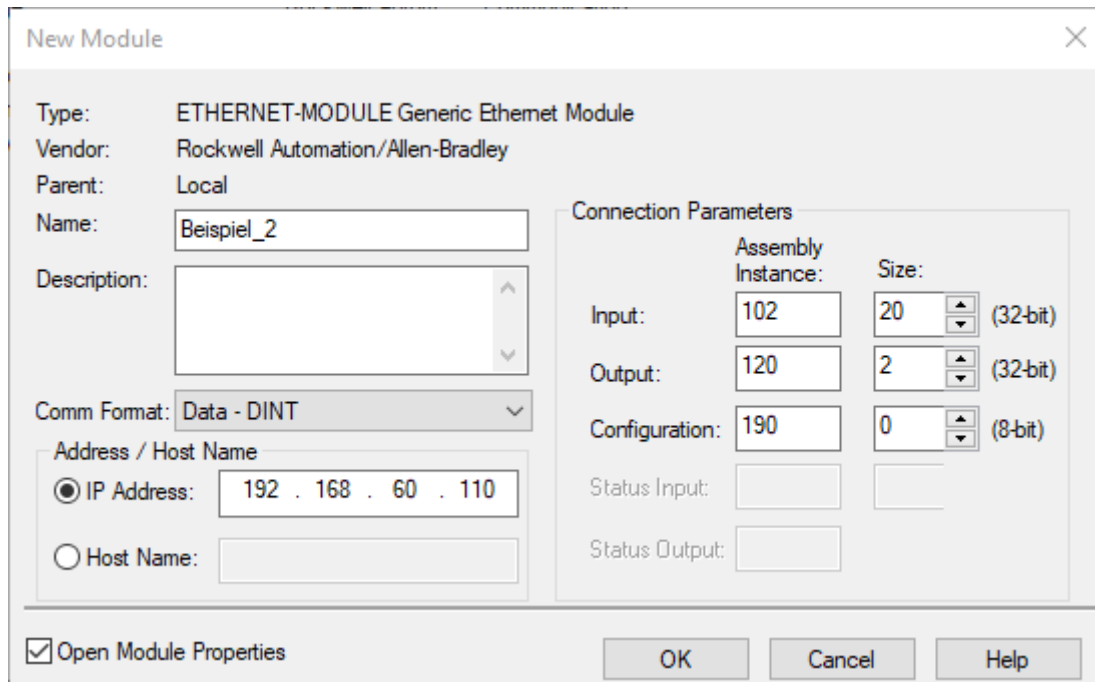 New Module
Type: ETHERNET-MODULE Generic Ethernet Module
Vendor: Rockwell Automation/Allen-Bradley
Parent: Local
Name: Beispiel_2
Description:
Comm Format: Data - DINT
Address / Host Name
IP Address: 192 . 168 . 60 . 110
Host Name:
Connection Parameters
Assembly
Instance: Size:
Input: 102 20 (32-bit)
Output: 120 2 (32-bit)
Configuration: 190 0 (8-bit)
Status Input:
Status Output:
Open Module Properties
OK Cancel Help